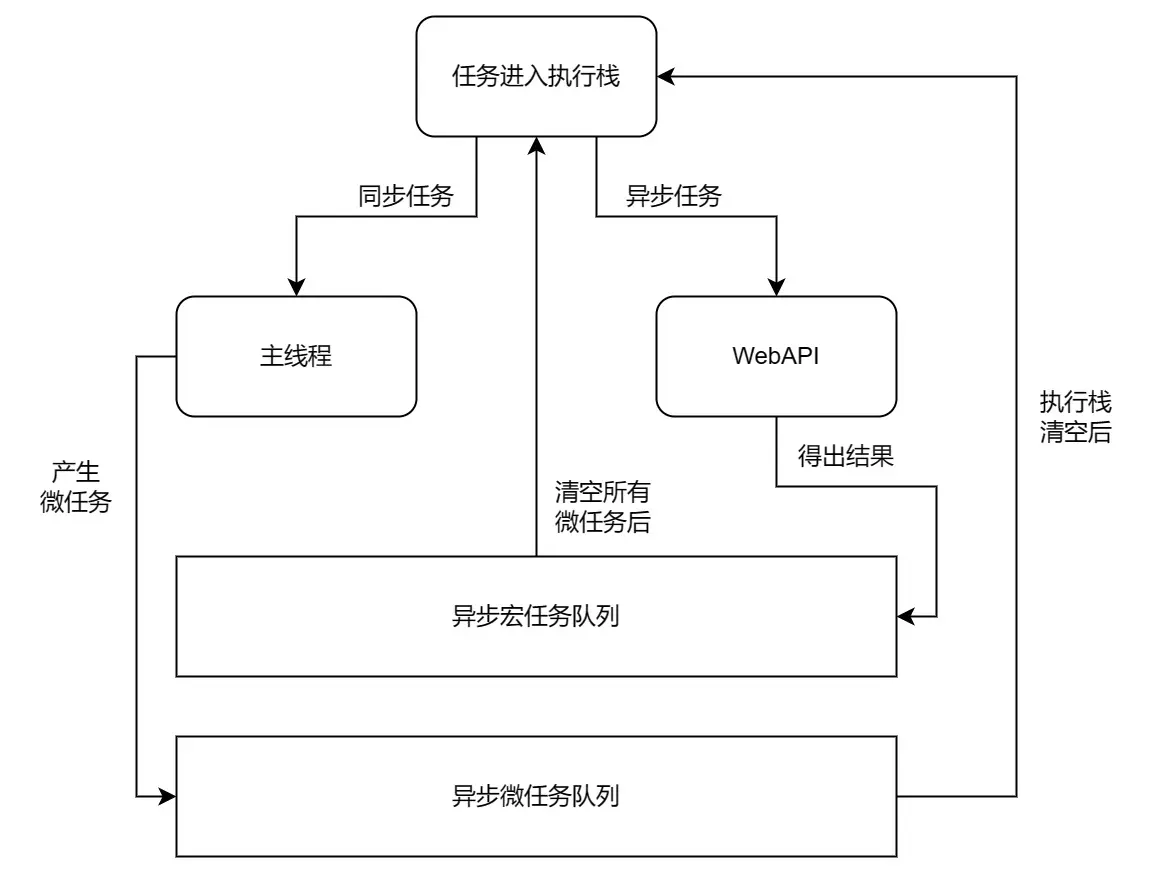 任务进入执行栈
同步任务
异步任务
主线程
WebAPI
执行栈
清空后
得出结果
产生
微任务
清空所有
微任务后
异步宏任务队列
异步微任务队列